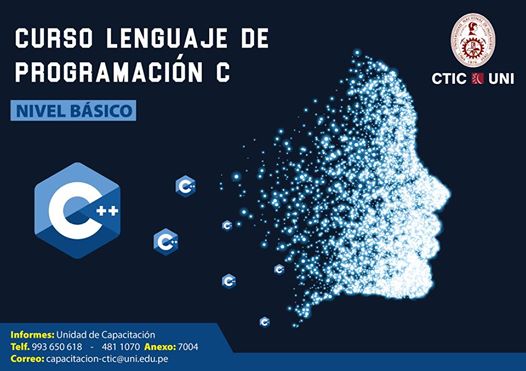 CURSO LENGUAJE DE
PROGRAMACIÓN C
NIVEL BÁSICO
CTIC UNI
C++
C++
C++
C++
C++
C++
C++
Informes: Unidad de Capacitación
Telf. 993 650 618 - 481 1070 Anexo: 7004
Correo: capacitacion-ctic@uni.edu.pe